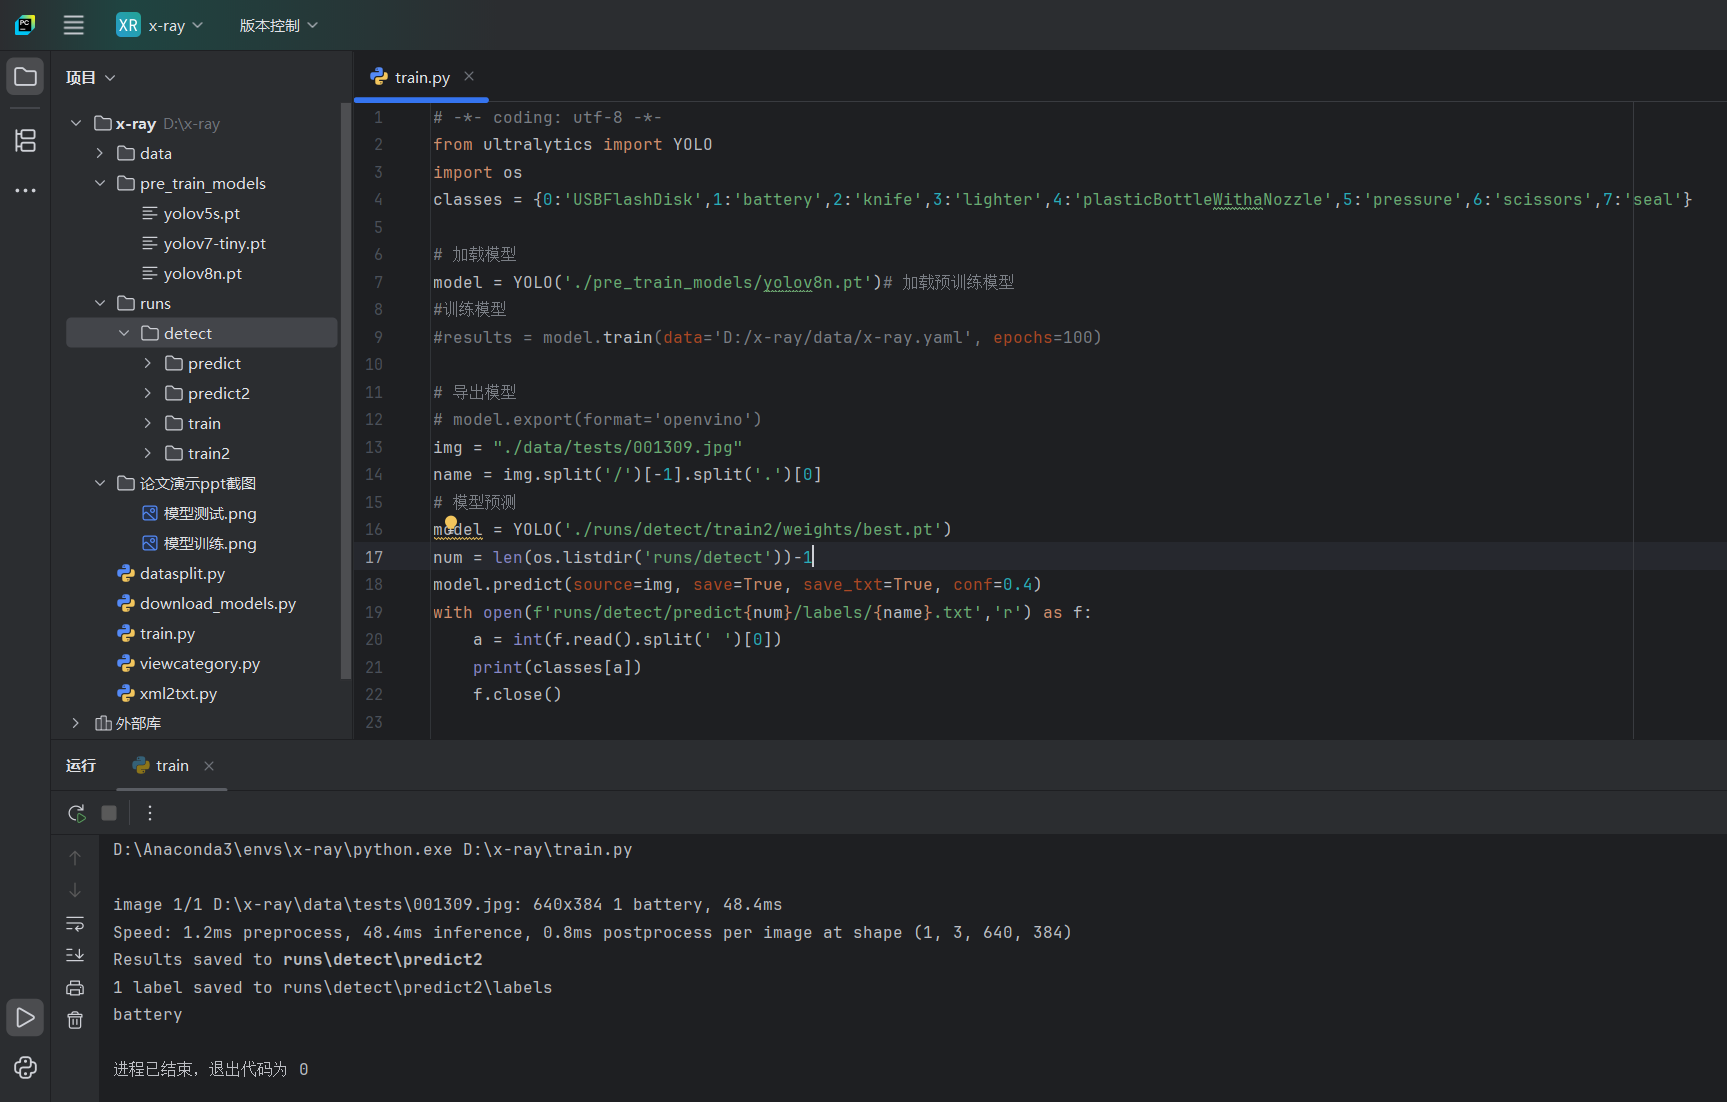 XR x-ray 版本控制
项目
x-ray D:\x-ray
data
pre_train_models
yolov5s.pt
yolov7-tiny.pt
yolov8n.pt
runs
detect
predict
predict2
train
train2
论文演示ppt截图
模型测试.png
模型训练.png
datasplit.py
download_models.py
train.py
viewcategory.py
xml2txt.py
外部库
train.py
1 # -*- coding: utf-8 -*-
2 from ultralytics import YOLO
3 import os
4 classes = {0:'USBFlashDisk',1:'battery',2:'knife',3:'lighter',4:'plasticBottleWithaNozzle',5:'pressure',6:'scissors',7:'seal'}
5
6 # 加载模型
7 model = YOLO('./pre_train_models/yolov8n.pt')# 加载预训练模型
8 #训练模型
9 #results = model.train(data='D:/x-ray/data/x-ray.yaml', epochs=100)
10
11 # 导出模型
12 # model.export(format='openvino')
13 img = "./data/tests/001309.jpg"
14 name = img.split('/')[-1].split('.')[0]
15 # 模型预测
16 model = YOLO('./runs/detect/train2/weights/best.pt')
17 num = len(os.listdir('runs/detect'))-1
18 model.predict(source=img, save=True, save_txt=True, conf=0.4)
19 with open(f'runs/detect/predict{num}/labels/{name}.txt','r') as f:
20     a = int(f.read().split(' ')[0])
21     print(classes[a])
22     f.close()
23
运行 train
D:\Anaconda3\envs\x-ray\python.exe D:\x-ray\train.py
image 1/1 D:\x-ray\data\tests\001309.jpg: 640x384 1 battery, 48.4ms
Speed: 1.2ms preprocess, 48.4ms inference, 0.8ms postprocess per image at shape (1, 3, 640, 384)
Results saved to runs\detect\predict2
1 label saved to runs\detect\predict2\labels
battery
进程已结束，退出代码为 0